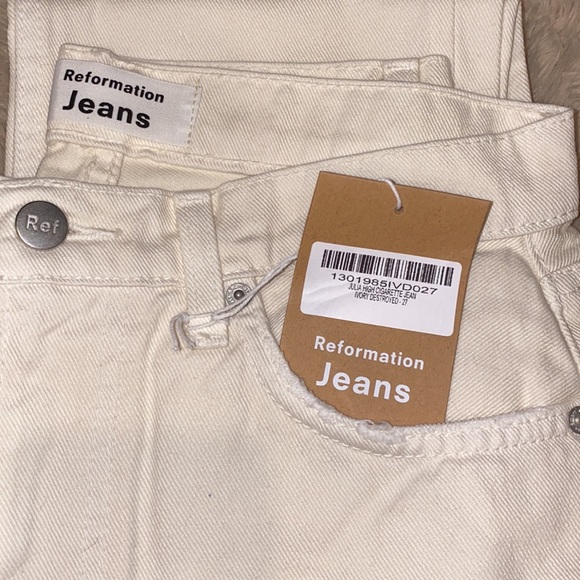 Reformation
Jeans
Ref
1301985IVD027
JULIA HIGH CIGARETTE JEAN
IVORY DESTROYED - 27
Reformation
Jeans